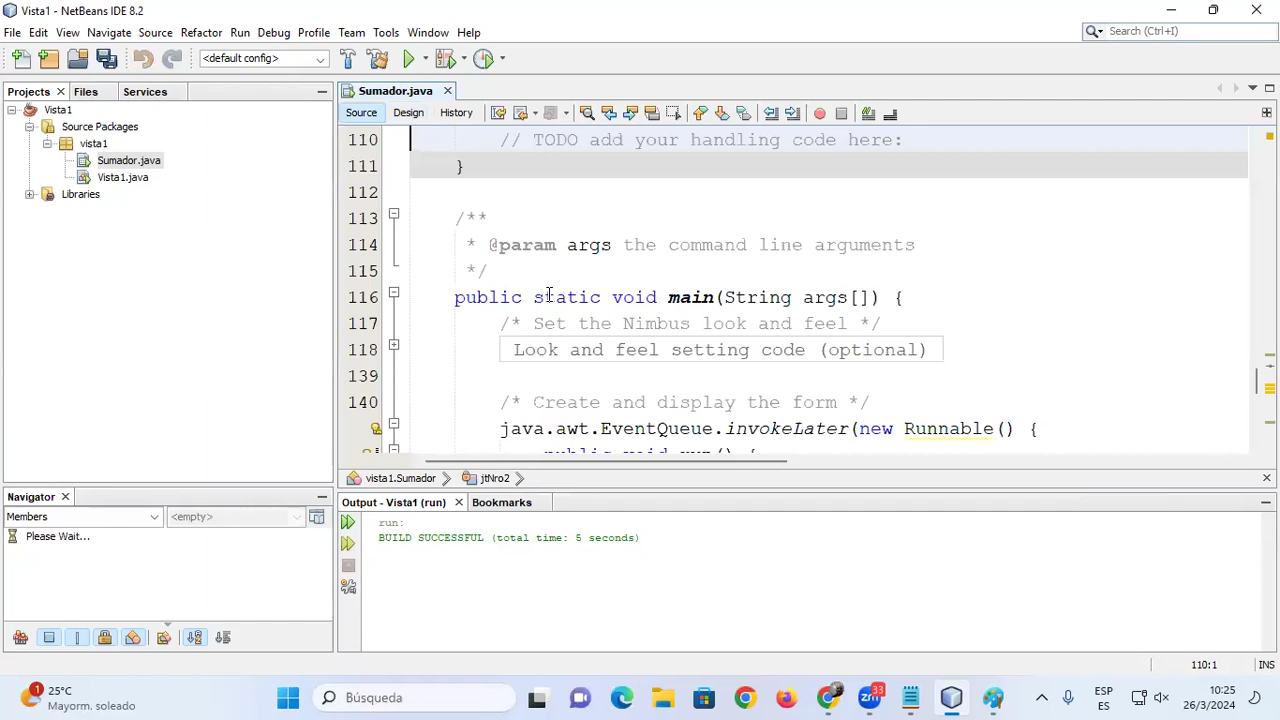 Vista1 - NetBeans IDE 8.2
File Edit View Navigate Source Refactor Run Debug Profile Team Tools Window Help
Search (Ctrl+I)
<default config>
Projects Files Services
Sumador.java
Vista1
Source Packages
vista1
Sumador.java
Vista1.java
Libraries
Source Design History
110 // TODO add your handling code here:
111 }
112
113 /**
114 * @param args the command line arguments
115 */
116 public static void main(String args[]) {
117 /* Set the Nimbus look and feel */
118 Look and feel setting code (optional)
139
140 /* Create and display the form */
java.awt.EventQueue.invokeLater(new Runnable() {
public void run() {
vista1.Sumador jtNro2
Navigator
Members <empty>
Please Wait...
Output - Vista1 (run) Bookmarks
run:
BUILD SUCCESSFUL (total time: 5 seconds)
110:1 INS
1
25°C
Mayorm. soleado
Búsqueda
33
ESP
ES
10:25
26/3/2024